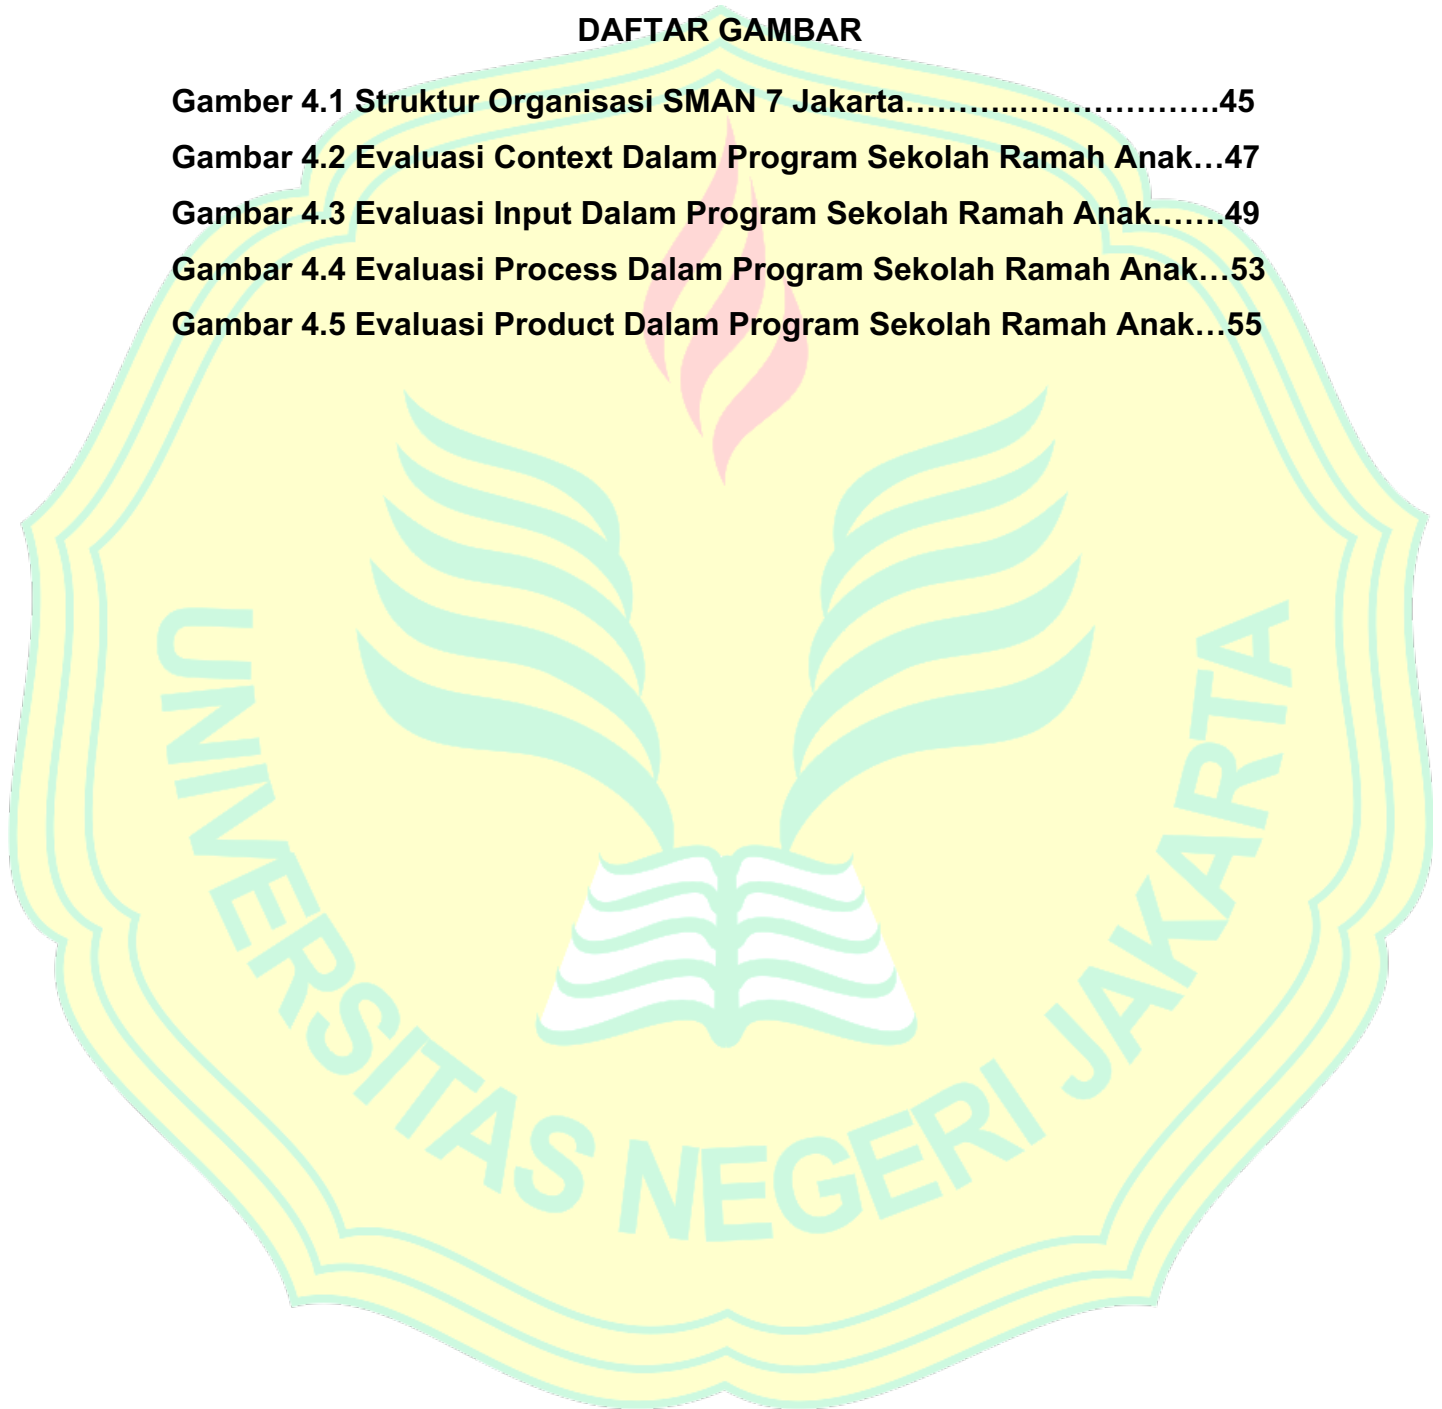 DAFTAR GAMBAR
Gamber 4.1 Struktur Organisasi SMAN 7 Jakarta………..……………….45
Gambar 4.2 Evaluasi Context Dalam Program Sekolah Ramah Anak…47
Gambar 4.3 Evaluasi Input Dalam Program Sekolah Ramah Anak…….49
Gambar 4.4 Evaluasi Process Dalam Program Sekolah Ramah Anak…53
Gambar 4.5 Evaluasi Product Dalam Program Sekolah Ramah Anak…55
UNIVERSITAS NEGERI JAKARTA